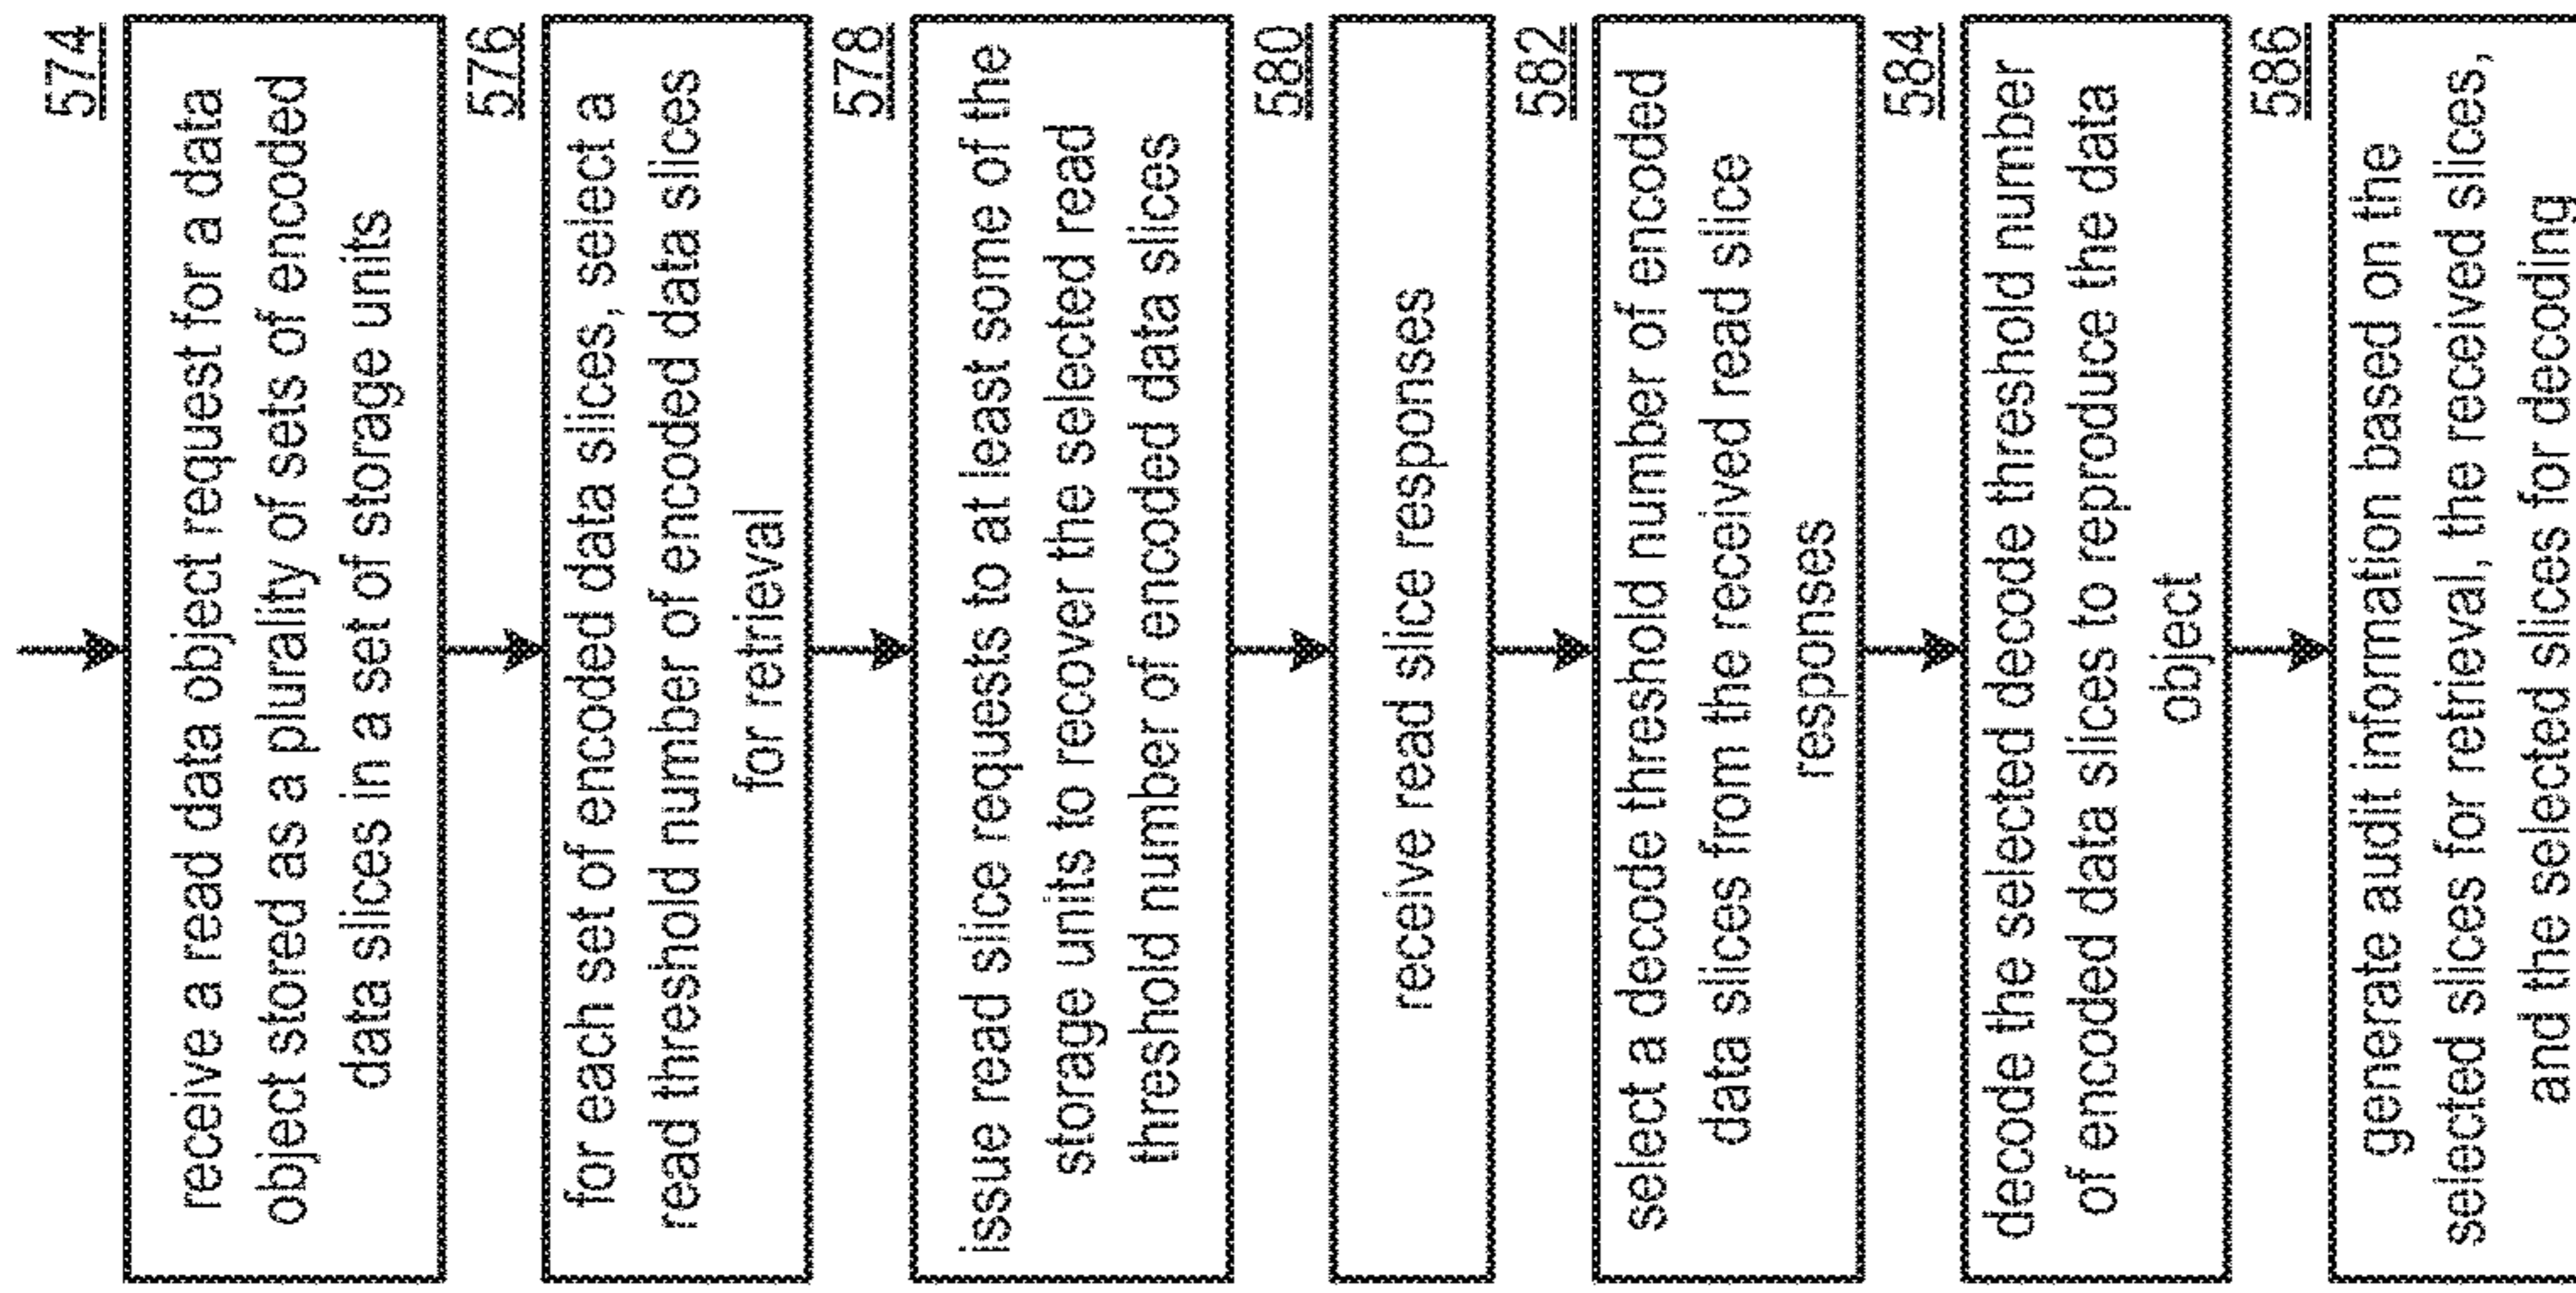 574
receive a read data object request for a data
object stored as a plurality of sets of encoded
data slices in a set of storage units
576
for each set of encoded data slices, select a
read threshold number of encoded data slices
for retrieval
578
issue read slice requests to at least some of the
storage units to recover the selected read
threshold number of encoded data slices
580
receive read slice responses
582
select a decode threshold number of encoded
data slices from the received read slice
responses
584
decode the selected decode threshold number
of encoded data slices to reproduce the data
object
586
generate audit information based on the
selected slices for retrieval, the received slices,
and the selected slices for decoding